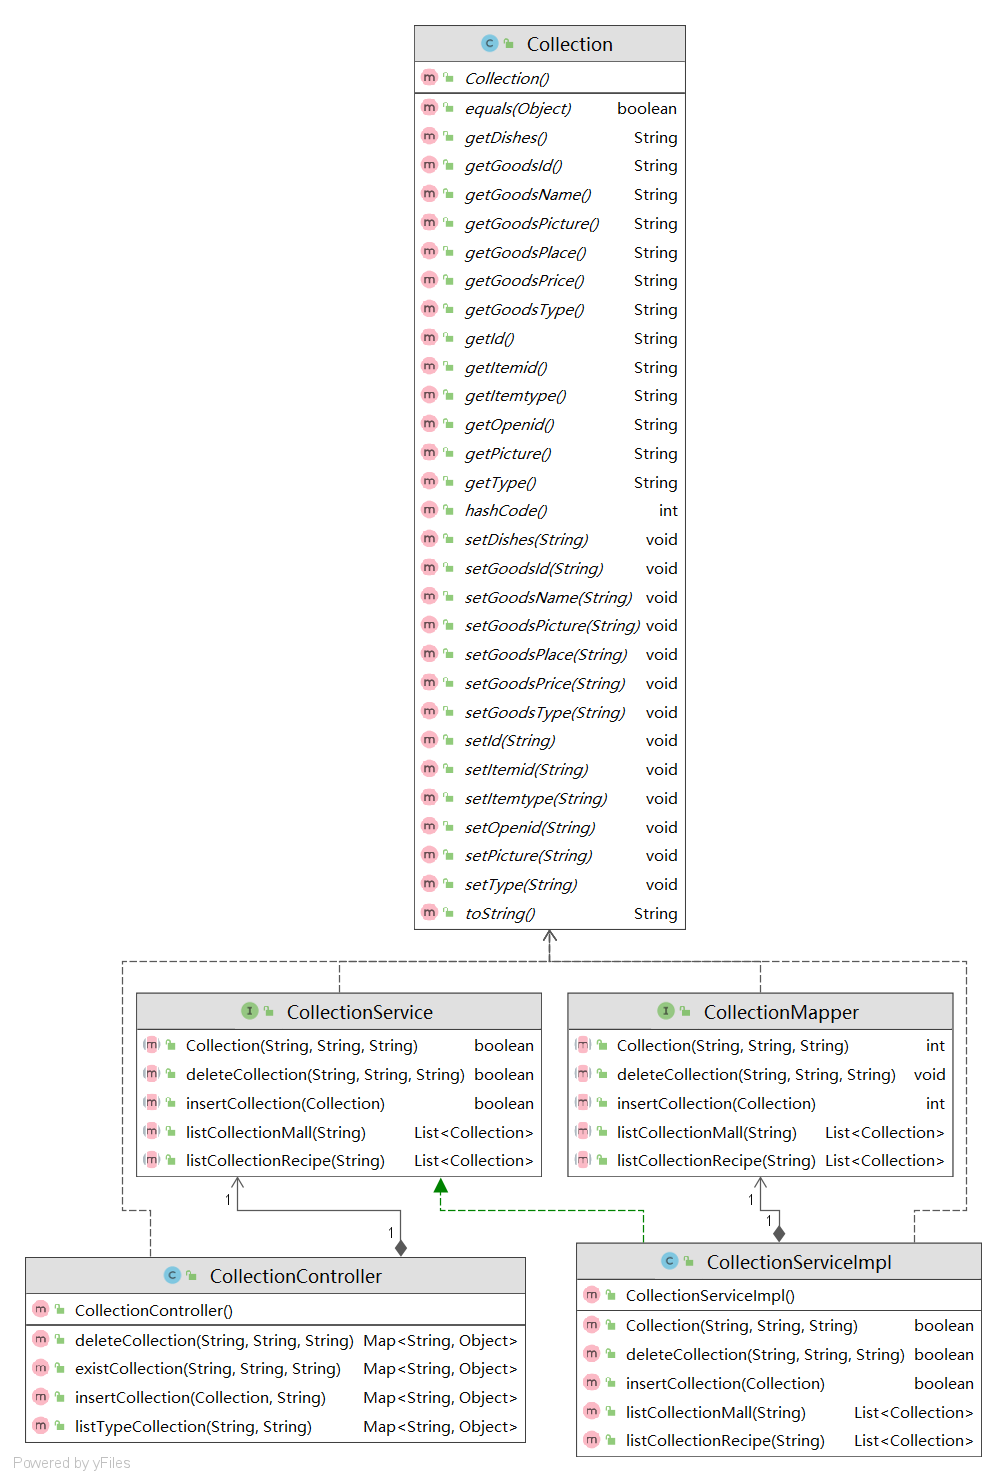 Collection
Collection()
equals(Object) boolean
getDishes() String
getGoodsId() String
getGoodsName() String
getGoodsPicture() String
getGoodsPlace() String
getGoodsPrice() String
getGoodsType() String
getId() String
getItemid() String
getItemtype() String
getOpenid() String
getPicture() String
getType() String
hashCode() int
setDishes(String) void
setGoodsId(String) void
setGoodsName(String) void
setGoodsPicture(String) void
setGoodsPlace(String) void
setGoodsPrice(String) void
setGoodsType(String) void
setId(String) void
setItemid(String) void
setItemtype(String) void
setOpenid(String) void
setPicture(String) void
setType(String) void
toString() String
CollectionService
Collection(String, String, String) boolean
deleteCollection(String, String, String) boolean
insertCollection(Collection) boolean
listCollectionMall(String) List<Collection>
listCollectionRecipe(String) List<Collection>
CollectionMapper
Collection(String, String, String) int
deleteCollection(String, String, String) void
insertCollection(Collection) int
listCollectionMall(String) List<Collection>
listCollectionRecipe(String) List<Collection>
1
1
1
1
CollectionController
CollectionController()
deleteCollection(String, String, String) Map<String, Object>
existCollection(String, String, String) Map<String, Object>
insertCollection(Collection, String) Map<String, Object>
listTypeCollection(String, String) Map<String, Object>
CollectionServiceImpl
CollectionServiceImpl()
Collection(String, String, String) boolean
deleteCollection(String, String, String) boolean
insertCollection(Collection) boolean
listCollectionMall(String) List<Collection>
listCollectionRecipe(String) List<Collection>
Powered by yFiles